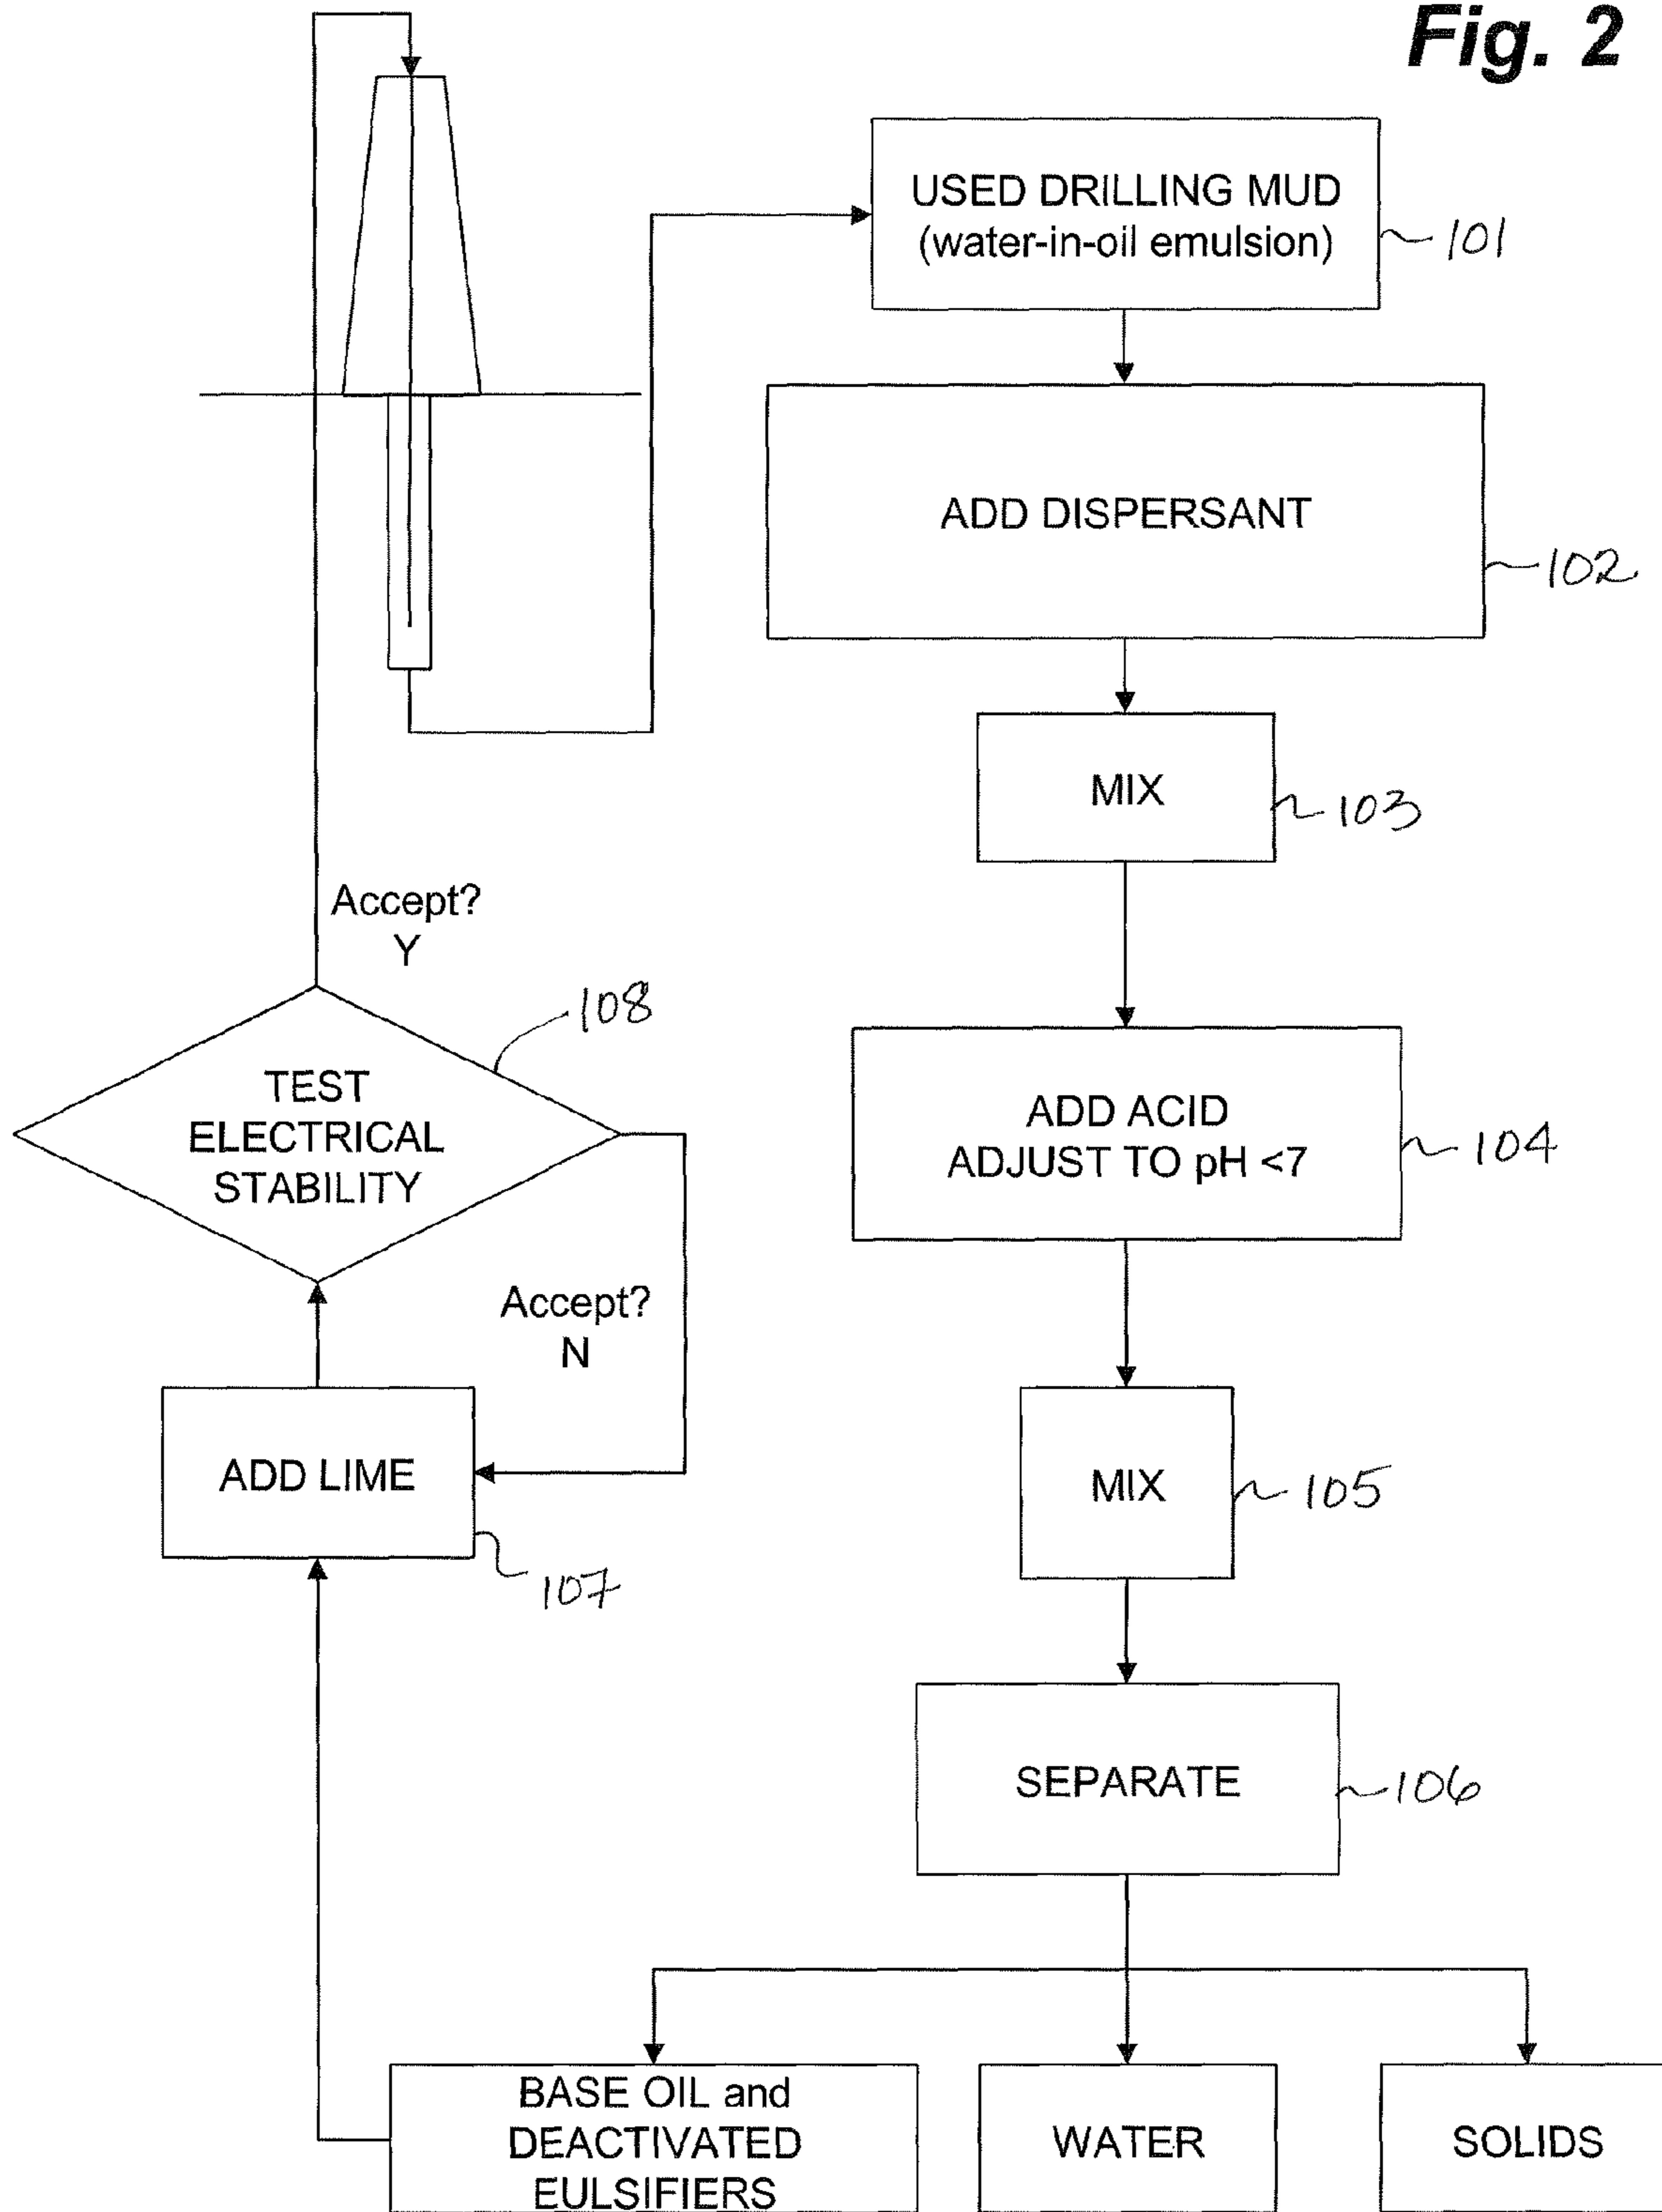 Fig. 2
USED DRILLING MUD
(water-in-oil emulsion)
101
ADD DISPERSANT
102
MIX
103
Accept?
Y
108
TEST
ELECTRICAL
STABILITY
ADD ACID
ADJUST TO pH <7
104
Accept?
N
ADD LIME
107
MIX
105
SEPARATE
106
BASE OIL and
DEACTIVATED
EULSIFIERS
WATER
SOLIDS